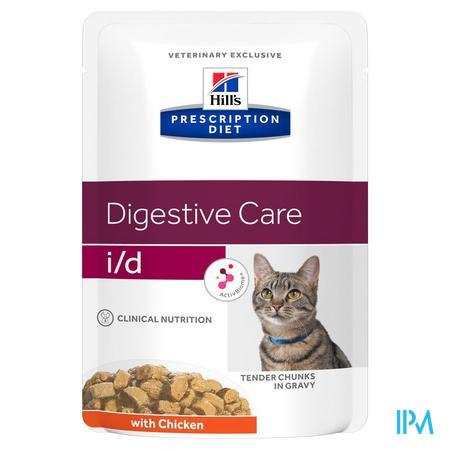 VETERINARY EXCLUSIVE
Hill's
PRESCRIPTION
DIET
Digestive Care
i/d
ActivBiome+
CLINICAL NUTRITION
TENDER CHUNKS
IN GRAVY
with Chicken
IPM